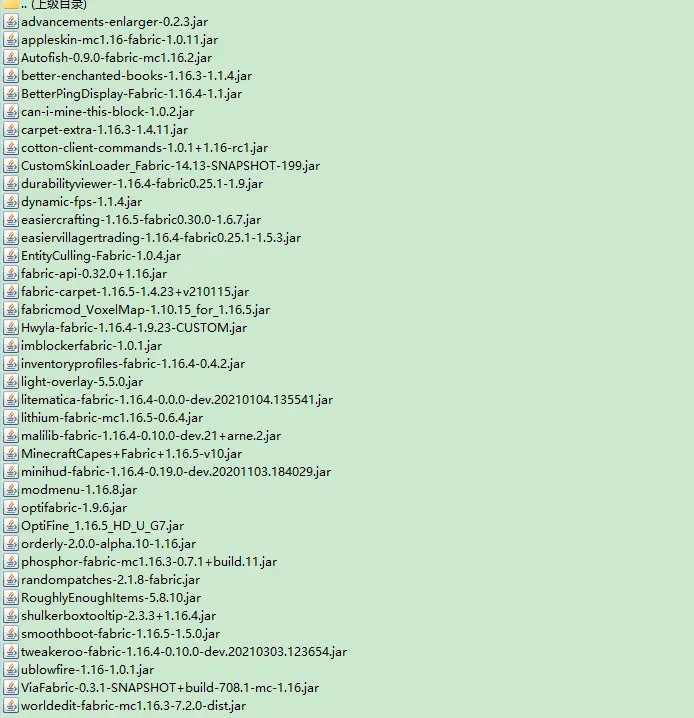 .. (上级目录)
advancements-enlarger-0.2.3.jar
appleskin-mc1.16-fabric-1.0.11.jar
Autofish-0.9.0-fabric-mc1.16.2.jar
better-enchanted-books-1.16.3-1.1.4.jar
BetterPingDisplay-Fabric-1.16.4-1.1.jar
can-i-mine-this-block-1.0.2.jar
carpet-extra-1.16.3-1.4.11.jar
cotton-client-commands-1.0.1+1.16-rc1.jar
CustomSkinLoader_Fabric-14.13-SNAPSHOT-199.jar
durabilityviewer-1.16.4-fabric0.25.1-1.9.jar
dynamic-fps-1.1.4.jar
easiercrafting-1.16.5-fabric0.30.0-1.6.7.jar
easiervillagertrading-1.16.4-fabric0.25.1-1.5.3.jar
EntityCulling-Fabric-1.0.4.jar
fabric-api-0.32.0+1.16.jar
fabric-carpet-1.16.5-1.4.23+v210115.jar
fabricmod_VoxelMap-1.10.15_for_1.16.5.jar
Hwyla-fabric-1.16.4-1.9.23-CUSTOM.jar
imblockerfabric-1.0.1.jar
inventoryprofiles-fabric-1.16.4-0.4.2.jar
light-overlay-5.5.0.jar
litematica-fabric-1.16.4-0.0.0-dev.20210104.135541.jar
lithium-fabric-mc1.16.5-0.6.4.jar
malilib-fabric-1.16.4-0.10.0-dev.21+arne.2.jar
MinecraftCapes+Fabric+1.16.5-v10.jar
minihud-fabric-1.16.4-0.19.0-dev.20201103.184029.jar
modmenu-1.16.8.jar
optifabric-1.9.6.jar
OptiFine_1.16.5_HD_U_G7.jar
orderly-2.0.0-alpha.10-1.16.jar
phosphor-fabric-mc1.16.3-0.7.1+build.11.jar
randompatches-2.1.8-fabric.jar
RoughlyEnoughItems-5.8.10.jar
shulkerboxtooltip-2.3.3+1.16.4.jar
smoothboot-fabric-1.16.5-1.5.0.jar
tweakeroo-fabric-1.16.4-0.10.0-dev.20210303.123654.jar
ublowfire-1.16-1.0.1.jar
ViaFabric-0.3.1-SNAPSHOT+build-708.1-mc-1.16.jar
worldedit-fabric-mc1.16.3-7.2.0-dist.jar